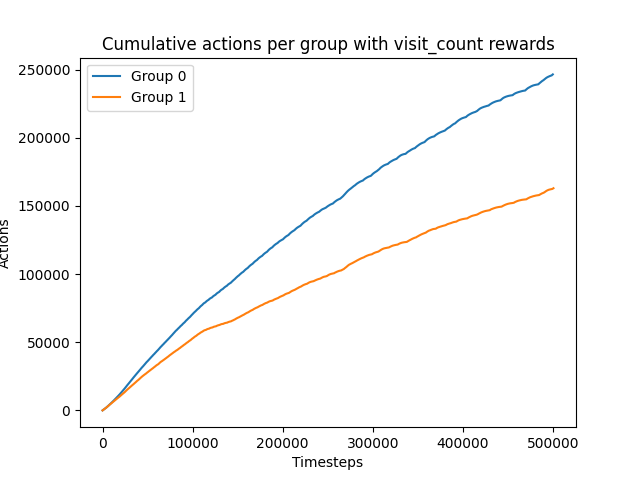 Cumulative actions per group with visit_count rewards
250000
200000
150000
100000
50000
0
Actions
Group 0
Group 1
0 100000 200000 300000 400000 500000
Timesteps